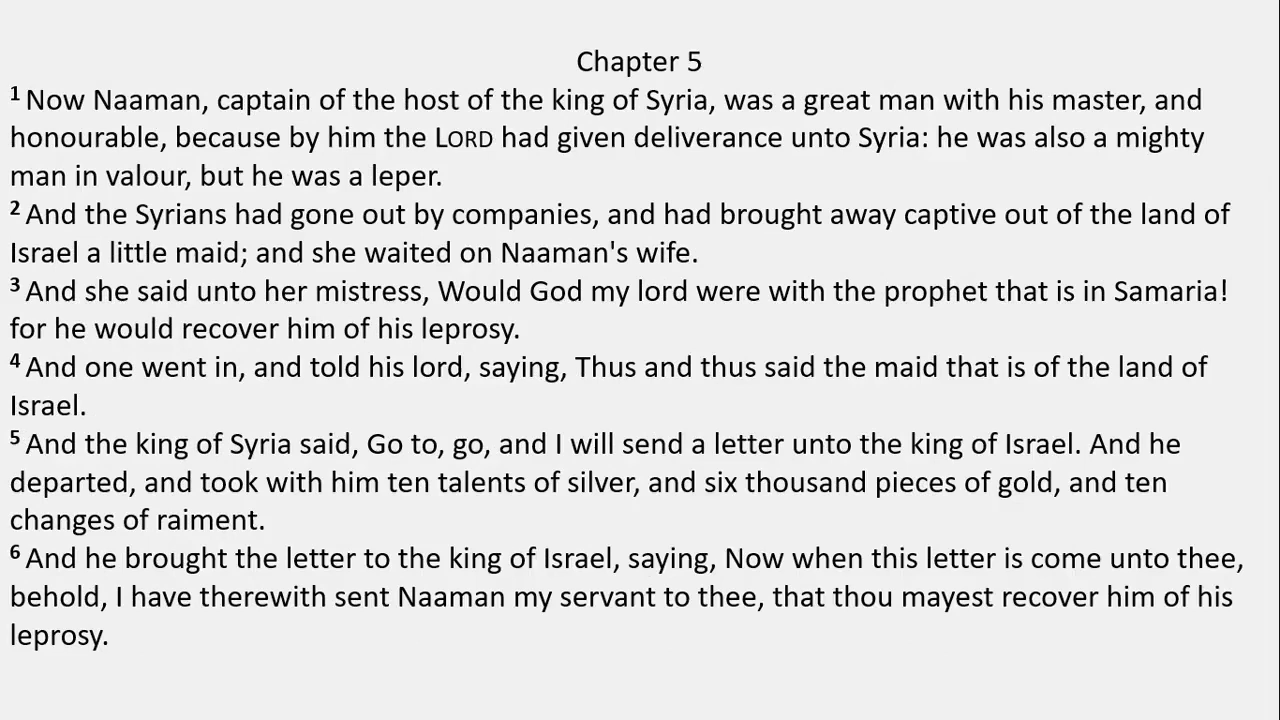 Chapter 5
1 Now Naaman, captain of the host of the king of Syria, was a great man with his master, and
honourable, because by him the LORD had given deliverance unto Syria: he was also a mighty
man in valour, but he was a leper.
2 And the Syrians had gone out by companies, and had brought away captive out of the land of
Israel a little maid; and she waited on Naaman's wife.
3 And she said unto her mistress, Would God my lord were with the prophet that is in Samaria!
for he would recover him of his leprosy.
4 And one went in, and told his lord, saying, Thus and thus said the maid that is of the land of
Israel.
5 And the king of Syria said, Go to, go, and I will send a letter unto the king of Israel. And he
departed, and took with him ten talents of silver, and six thousand pieces of gold, and ten
changes of raiment.
6 And he brought the letter to the king of Israel, saying, Now when this letter is come unto thee,
behold, I have therewith sent Naaman my servant to thee, that thou mayest recover him of his
leprosy.